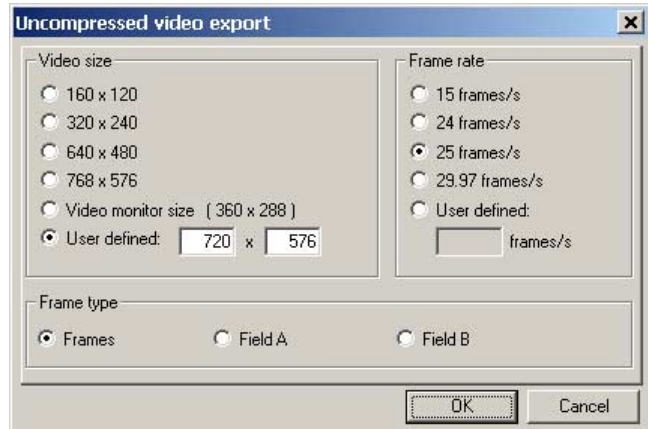 Uncompressed video export
Video size
160 x 120
320 x 240
640 x 480
768 x 576
Video monitor size ( 360 x 288 )
User defined: 720 x 576
Frame rate
15 frames/s
24 frames/s
25 frames/s
29.97 frames/s
User defined:
frames/s
Frame type
Frames Field A Field B
OK Cancel